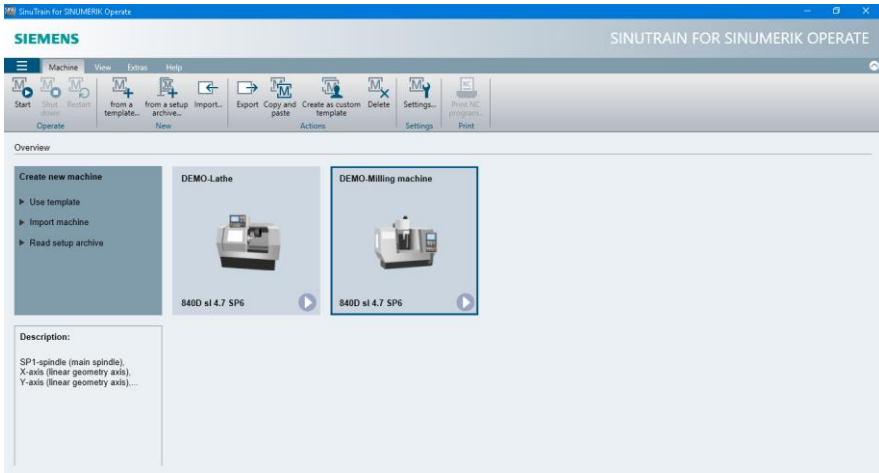 SinuTrain for SINUMERIK Operate
SIEMENS
SINUTRAIN FOR SINUMERIK OPERATE
Machine View Extras Help
Start
Shut down
Restart
from a template...
from a setup archive...
Import...
Export
Copy and paste
Create as custom template
Delete
Settings...
Print NC program...
Operate New Actions Settings Print
Overview
Create new machine
Use template
Import machine
Read setup archive
DEMO-Lathe
840D sl 4.7 SP6
DEMO-Milling machine
840D sl 4.7 SP6
Description:
SP1-spindle (main spindle),
X-axis (linear geometry axis),
Y-axis (linear geometry axis),...